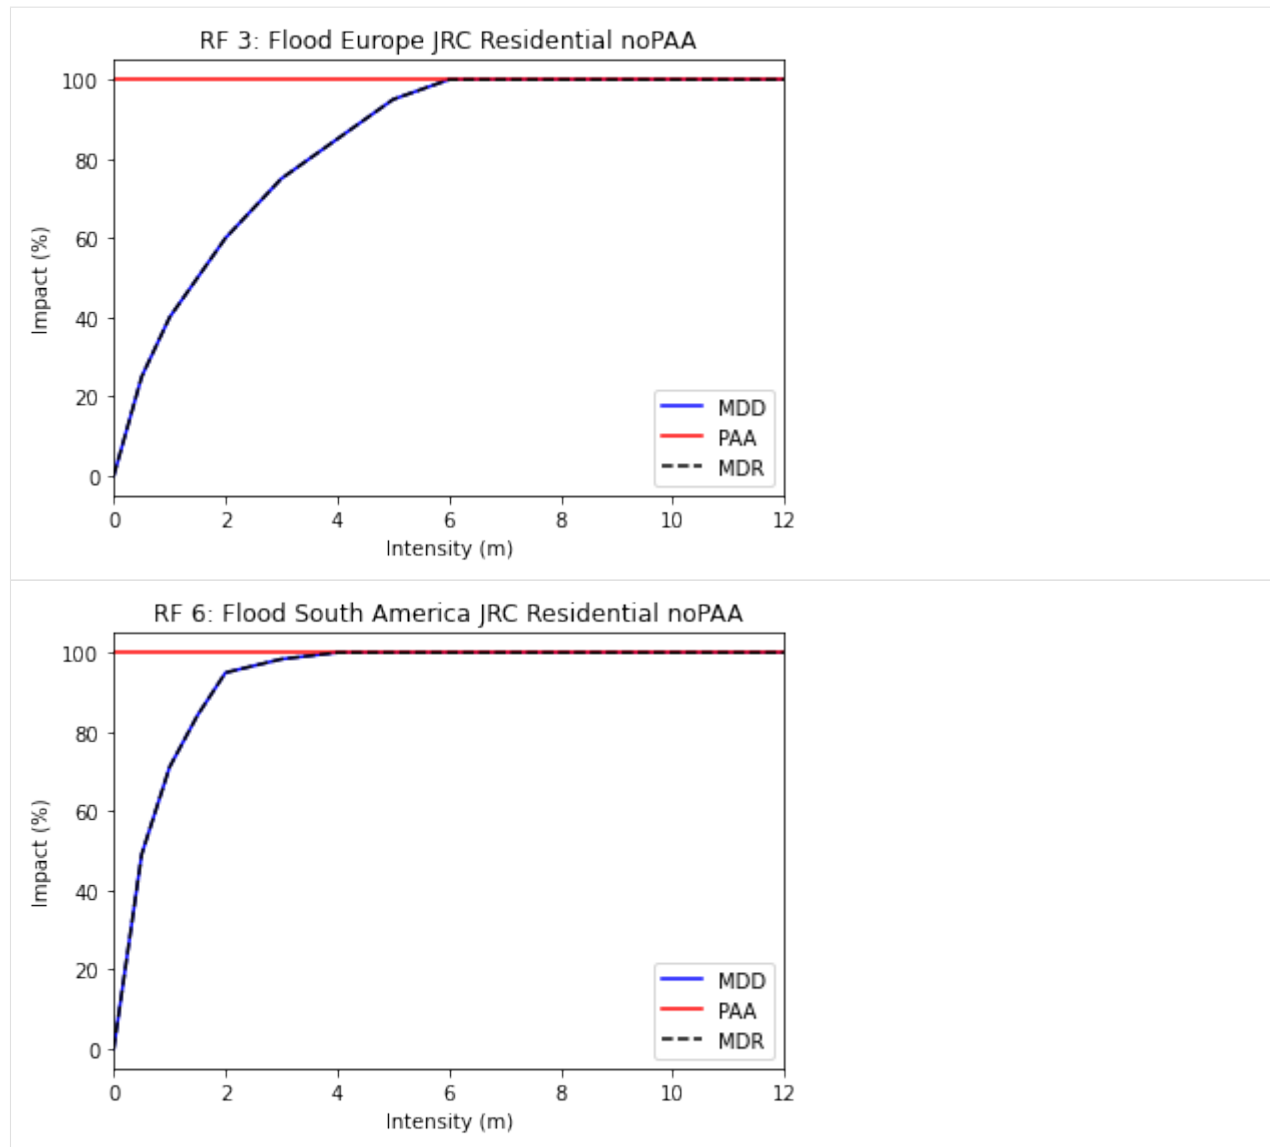 RF 3: Flood Europe JRC Residential noPAA
100
80
60
40
20
0
Impact (%)
MDD
PAA
MDR
0 2 4 6 8 10 12
Intensity (m)
RF 6: Flood South America JRC Residential noPAA
100
80
60
40
20
0
Impact (%)
MDD
PAA
MDR
0 2 4 6 8 10 12
Intensity (m)